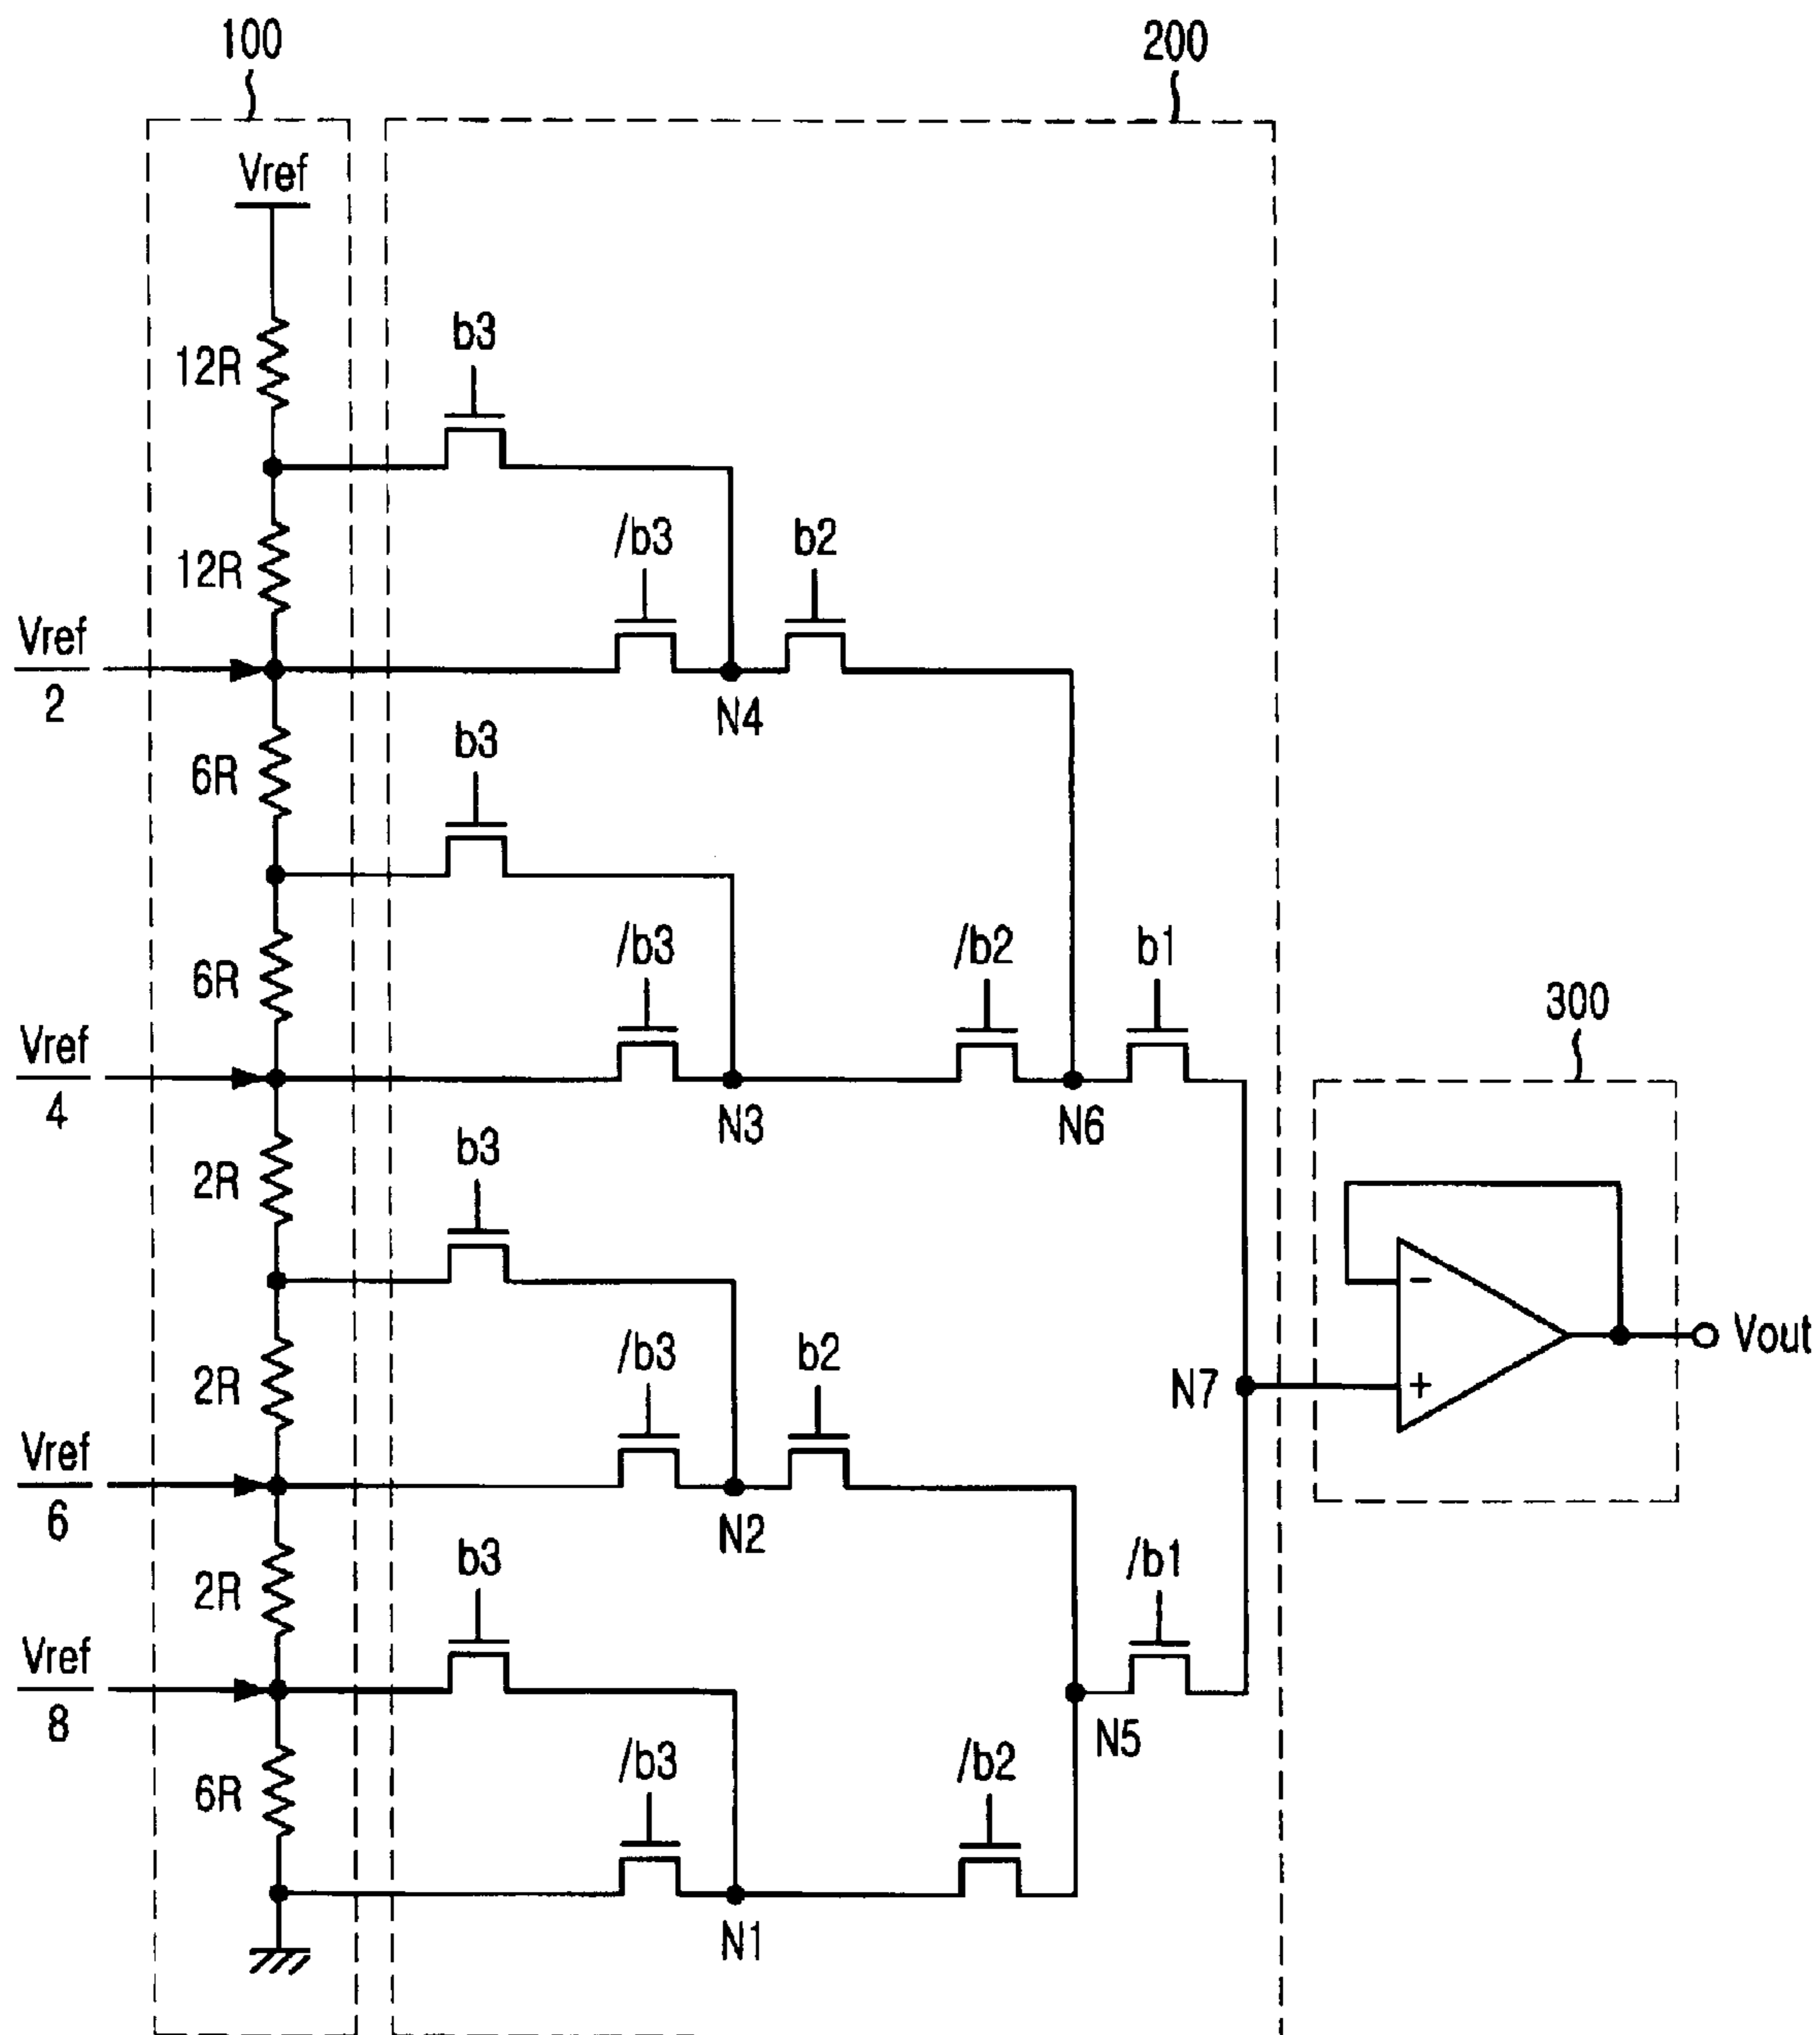 100
200
Vref
12R
b3
12R
/b3
b2
Vref
2
N4
6R
b3
6R
/b3
/b2
b1
300
Vref
4
N3
N6
2R
b3
-
2R
/b3
b2
N7
+
Vout
Vref
6
N2
2R
b3
/b1
Vref
8
N5
6R
/b3
/b2
N1